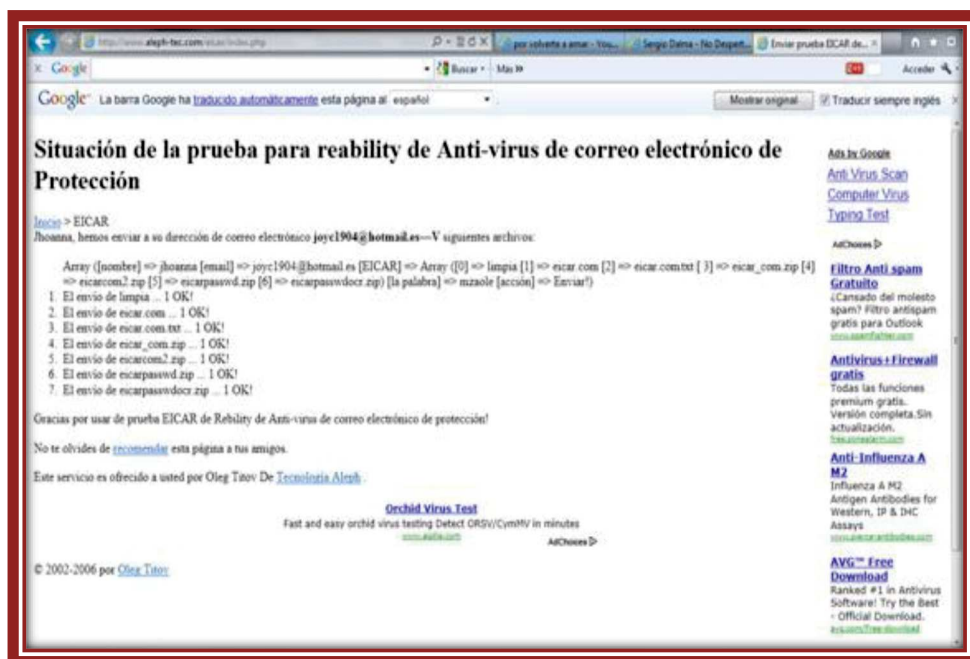 http://www.aleph-tec.com/eicar/index.php
por volverte a amar - You...
Sergio Dalma - No Despert...
Enviar prueba EICAR de...
x Google
Buscar
Más »
Acceder
Google La barra Google ha traducido automáticamente esta página al español
Mostrar original
Traducir siempre inglés
Situación de la prueba para reability de Anti-virus de correo electrónico de
Protección
Inicio > EICAR
Jhoanna, hemos enviar a su dirección de correo electrónico joyc1904@hotmail.es---V siguientes archivos:
Array ([nombre] => jhoanna [email] => joyc1904@hotmail.es [EICAR] => Array ([0] => limpia [1] => eicar.com [2] => eicar.com.txt [ 3] => eicar_com.zip [4]
=> eicarcom2.zip [5] => eicarpasswd.zip [6] => eicarpasswdocr.zip) [la palabra] => mzaole [acción] => Enviar!)
1. El envío de limpia ... 1 OK!
2. El envío de eicar.com ... 1 OK!
3. El envío de eicar.com.txt ... 1 OK!
4. El envío de eicar_com.zip ... 1 OK!
5. El envío de eicarcom2.zip ... 1 OK!
6. El envío de eicarpasswd.zip ... 1 OK!
7. El envío de eicarpasswdocr.zip ... 1 OK!
Gracias por usar de prueba EICAR de Rebility de Anti-virus de correo electrónico de protección!
No te olvides de recomendar esta página a tus amigos.
Este servicio es ofrecido a usted por Oleg Titov De Tecnología Aleph .
Orchid Virus Test
Fast and easy orchid virus testing Detect ORSV/CymMV in minutes
AdChoices
© 2002-2006 por Oleg Titov
Ads by Google
Anti Virus Scan
Computer Virus
Typing Test
AdChoices
Filtro Anti spam
Gratuito
¿Cansado del molesto
spam? Filtro antispam
gratis para Outlook
www.spamfighter.com
Antivirus+Firewall
gratis
Todas las funciones
premium gratis.
Versión completa.Sin
actualización.
free.zonealarm.com
Anti-Influenza A
M2
Influenza A M2
Antigen Antibodies for
Western, IP & IHC
Assays
AVG™ Free
Download
Ranked #1 in Antivirus
Software! Try the Best
- Official Download.